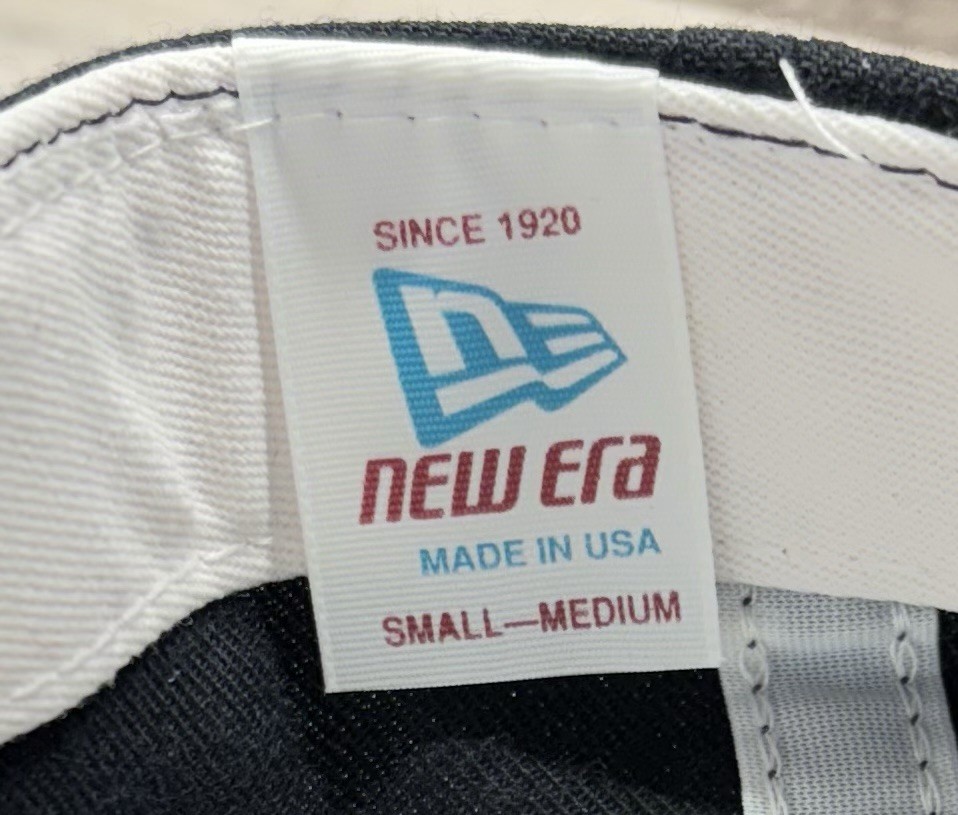 SINCE 1920
new era
MADE IN USA
SMALL—MEDIUM